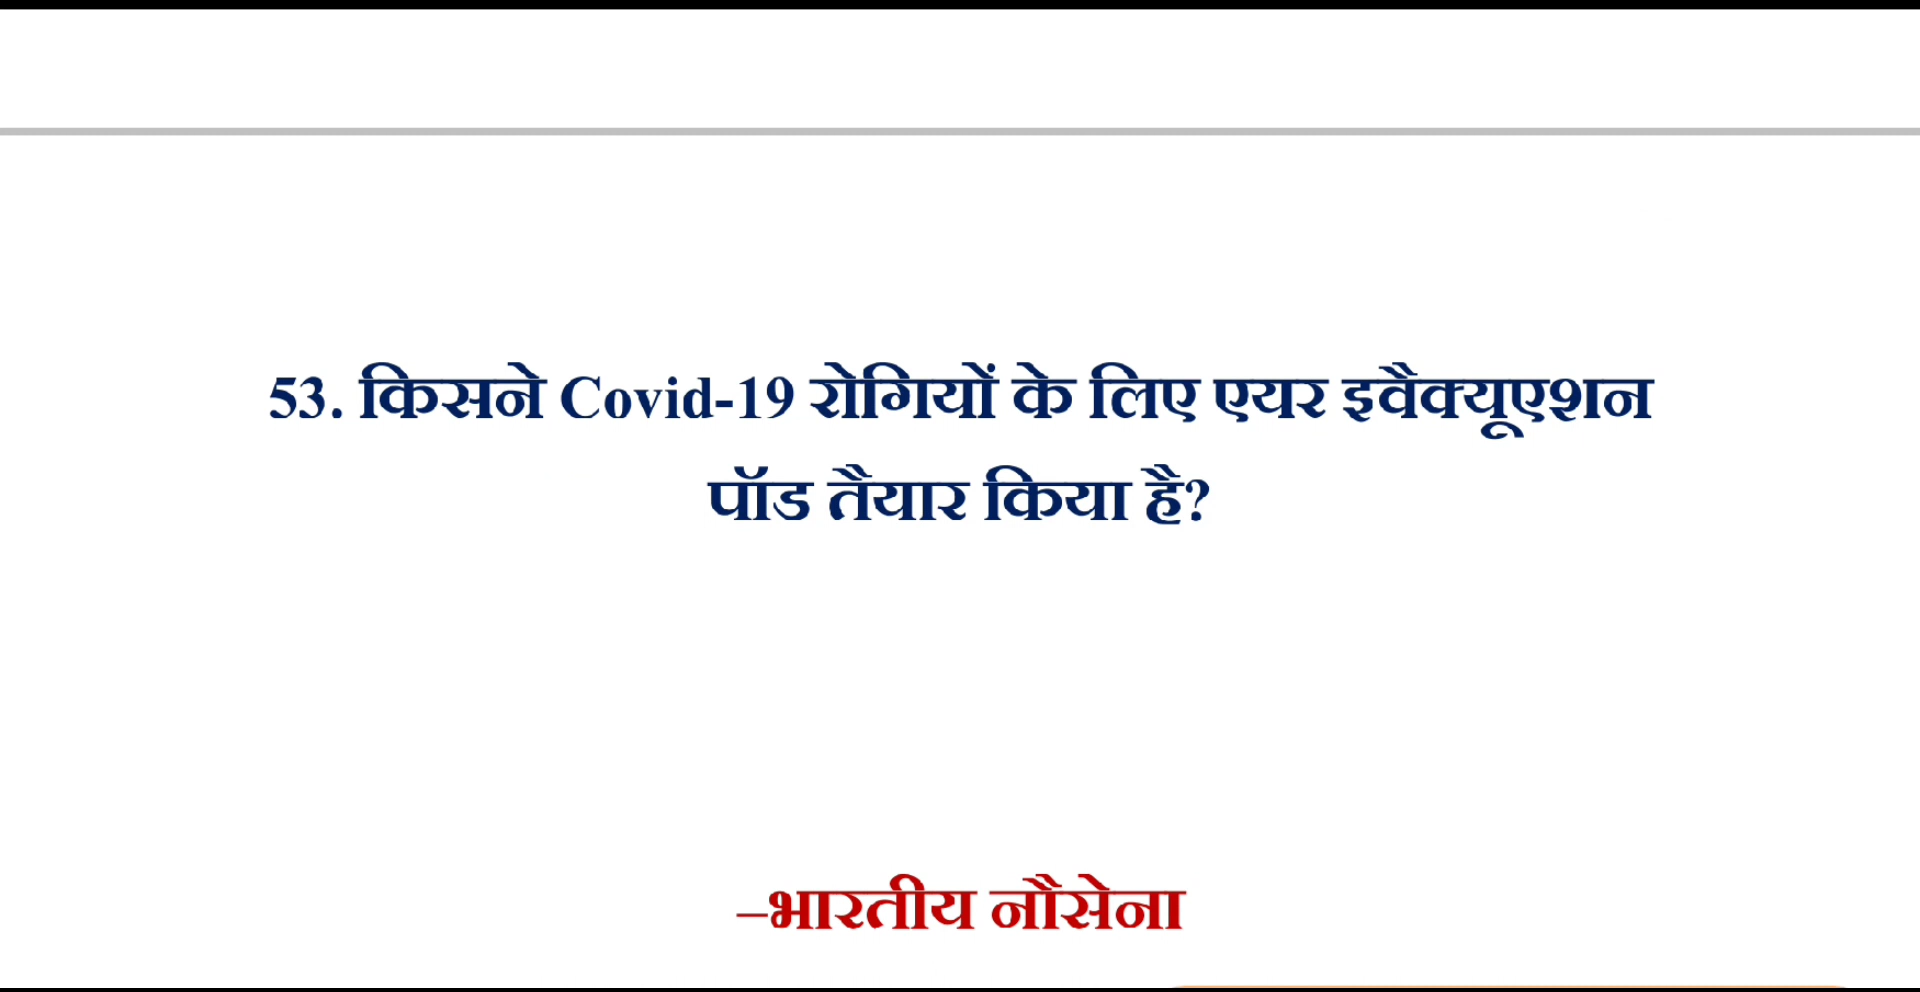 53. किसने Covid-19 रोगियों के लिए एयर इवैक्यूएशन
पॉड तैयार किया है?
–भारतीय नौसेना